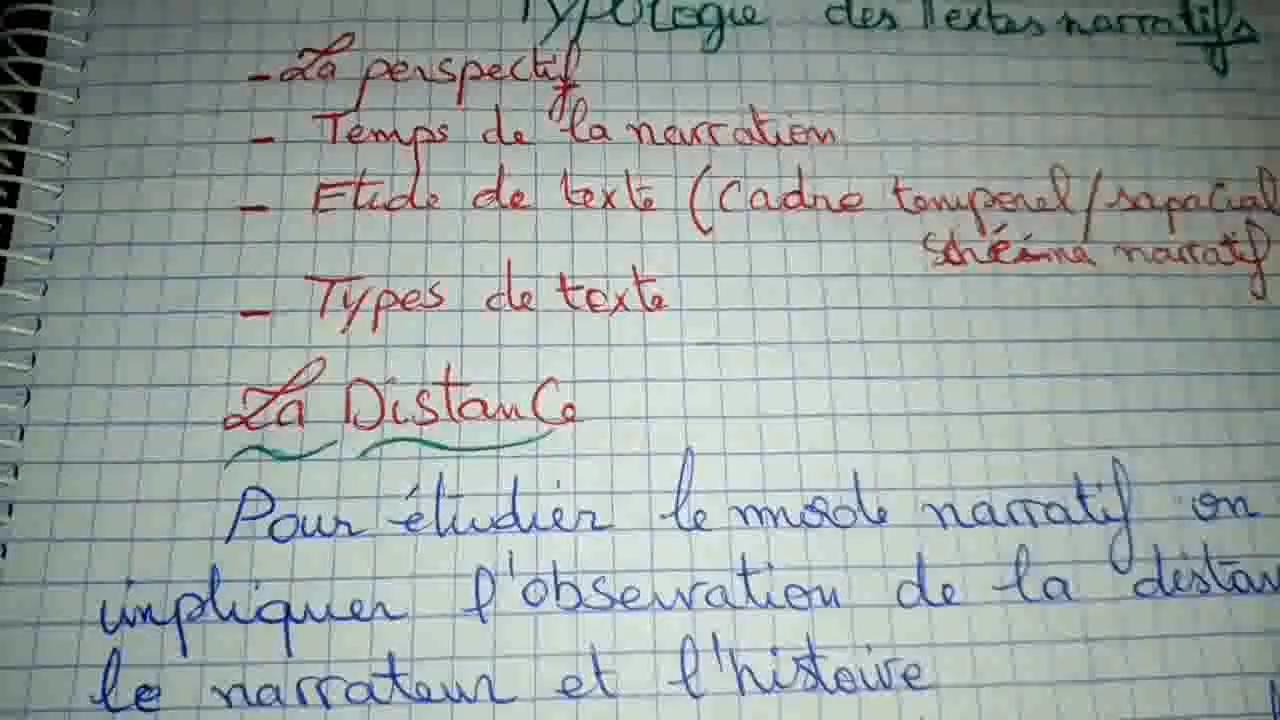 Typologie des Textes narratifs
- La perspectif
- Temps de la narration
- Etude de texte (Cadre temporel/sapacial
Schéma narratif
- Types de texte
La Distance
Pour étudier le mode narratif on
impliquer l'observation de la distan
le narrateur et l'histoire